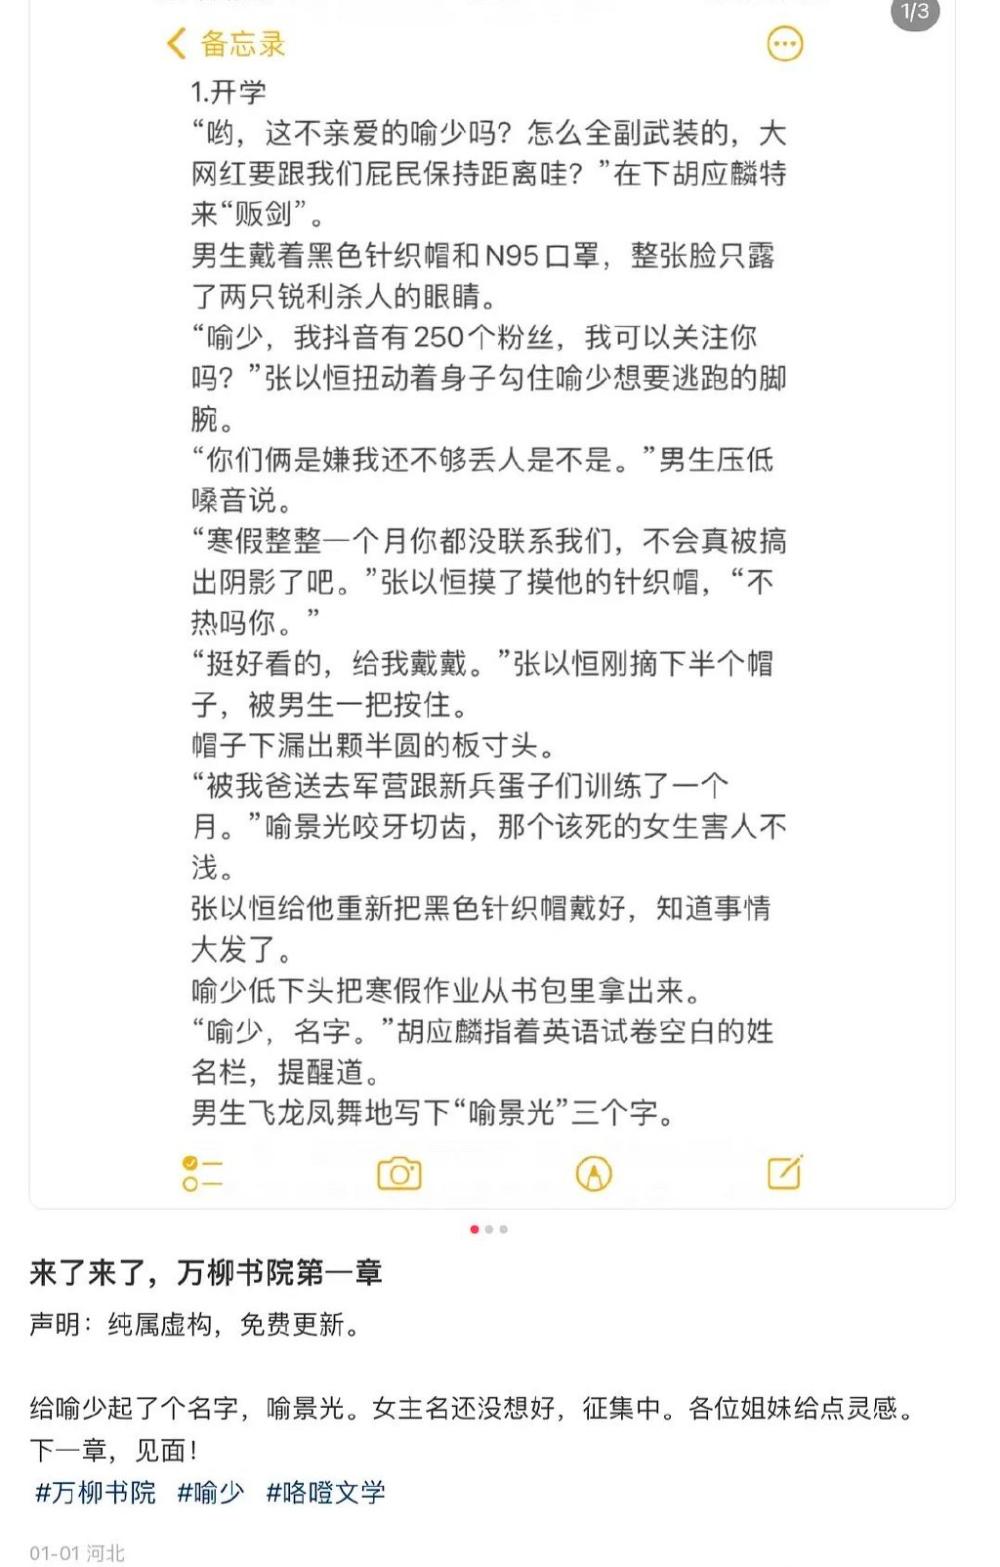 1/3
备忘录
1.开学
“哟，这不亲爱的喻少吗？怎么全副武装的，大
网红要跟我们屁民保持距离哇？”在下胡应麟特
来“贩剑”。
男生戴着黑色针织帽和N95口罩，整张脸只露
了两只锐利杀人的眼睛。
“喻少，我抖音有250个粉丝，我可以关注你
吗？”张以恒扭动着身子勾住喻少想要逃跑的脚
腕。
“你们俩是嫌我还不够丢人是不是。”男生压低
嗓音说。
“寒假整整一个月你都没联系我们，不会真被搞
出阴影了吧。”张以恒摸了摸他的针织帽，“不
热吗你。”
“挺好看的，给我戴戴。”张以恒刚摘下半个帽
子，被男生一把按住。
帽子下漏出颗半圆的板寸头。
“被我爸送去军营跟新兵蛋子们训练了一个
月。”喻景光咬牙切齿，那个该死的女生害人不
浅。
张以恒给他重新把黑色针织帽戴好，知道事情
大发了。
喻少低下头把寒假作业从书包里拿出来。
“喻少，名字。”胡应麟指着英语试卷空白的姓
名栏，提醒道。
男生飞龙凤舞地写下“喻景光”三个字。
来了来了，万柳书院第一章
声明：纯属虚构，免费更新。
给喻少起了个名字，喻景光。女主名还没想好，征集中。各位姐妹给点灵感。
下一章，见面！
#万柳书院 #喻少 #咯噔文学
01-01 河北